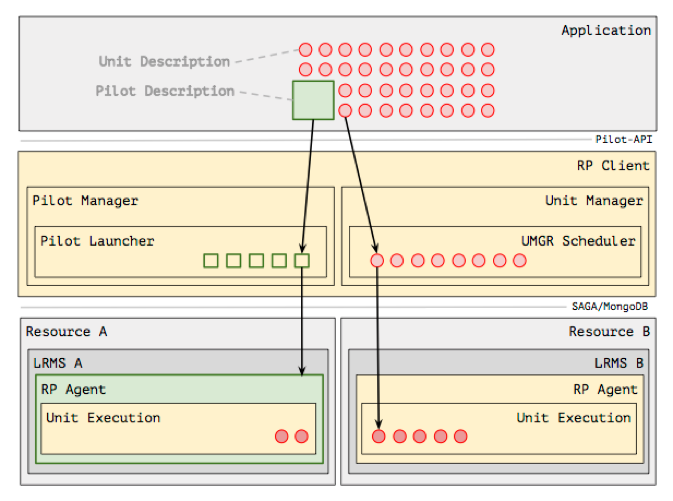 Application
Unit Description
Pilot Description
Pilot-API
RP Client
Pilot Manager
Unit Manager
Pilot Launcher
UMGR Scheduler
SAGA/MongoDB
Resource A
Resource B
LRMS A
LRMS B
RP Agent
RP Agent
Unit Execution
Unit Execution